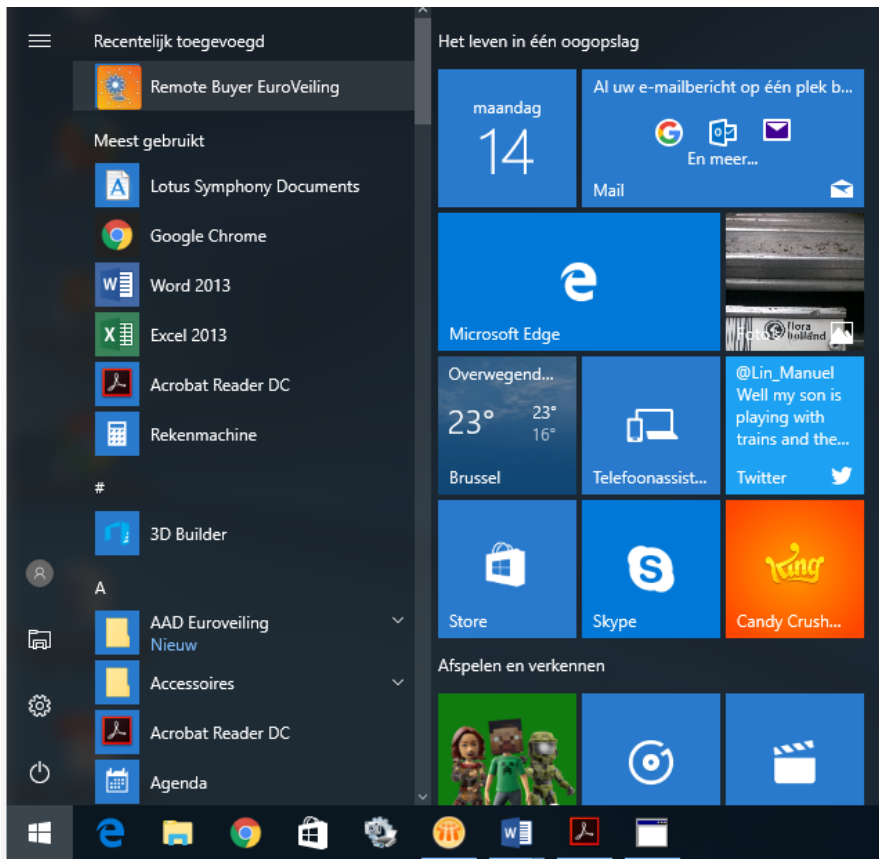 Recentelijk toegevoegd
Remote Buyer EuroVeiling
Meest gebruikt
Lotus Symphony Documents
Google Chrome
Word 2013
Excel 2013
Acrobat Reader DC
Rekenmachine
#
3D Builder
A
AAD Euroveiling
Nieuw
Accessoires
Acrobat Reader DC
Agenda
Het leven in één oogopslag
maandag
14
Al uw e-mailbericht op één plek b...
En meer...
Mail
Microsoft Edge
flora
holland
Foto's
Overwegend...
23° 23°
16°
Brussel
Telefoonassist...
@Lin_Manuel
Well my son is
playing with
trains and the...
Twitter
Store
Skype
King
Candy Crush...
Afspelen en verkennen